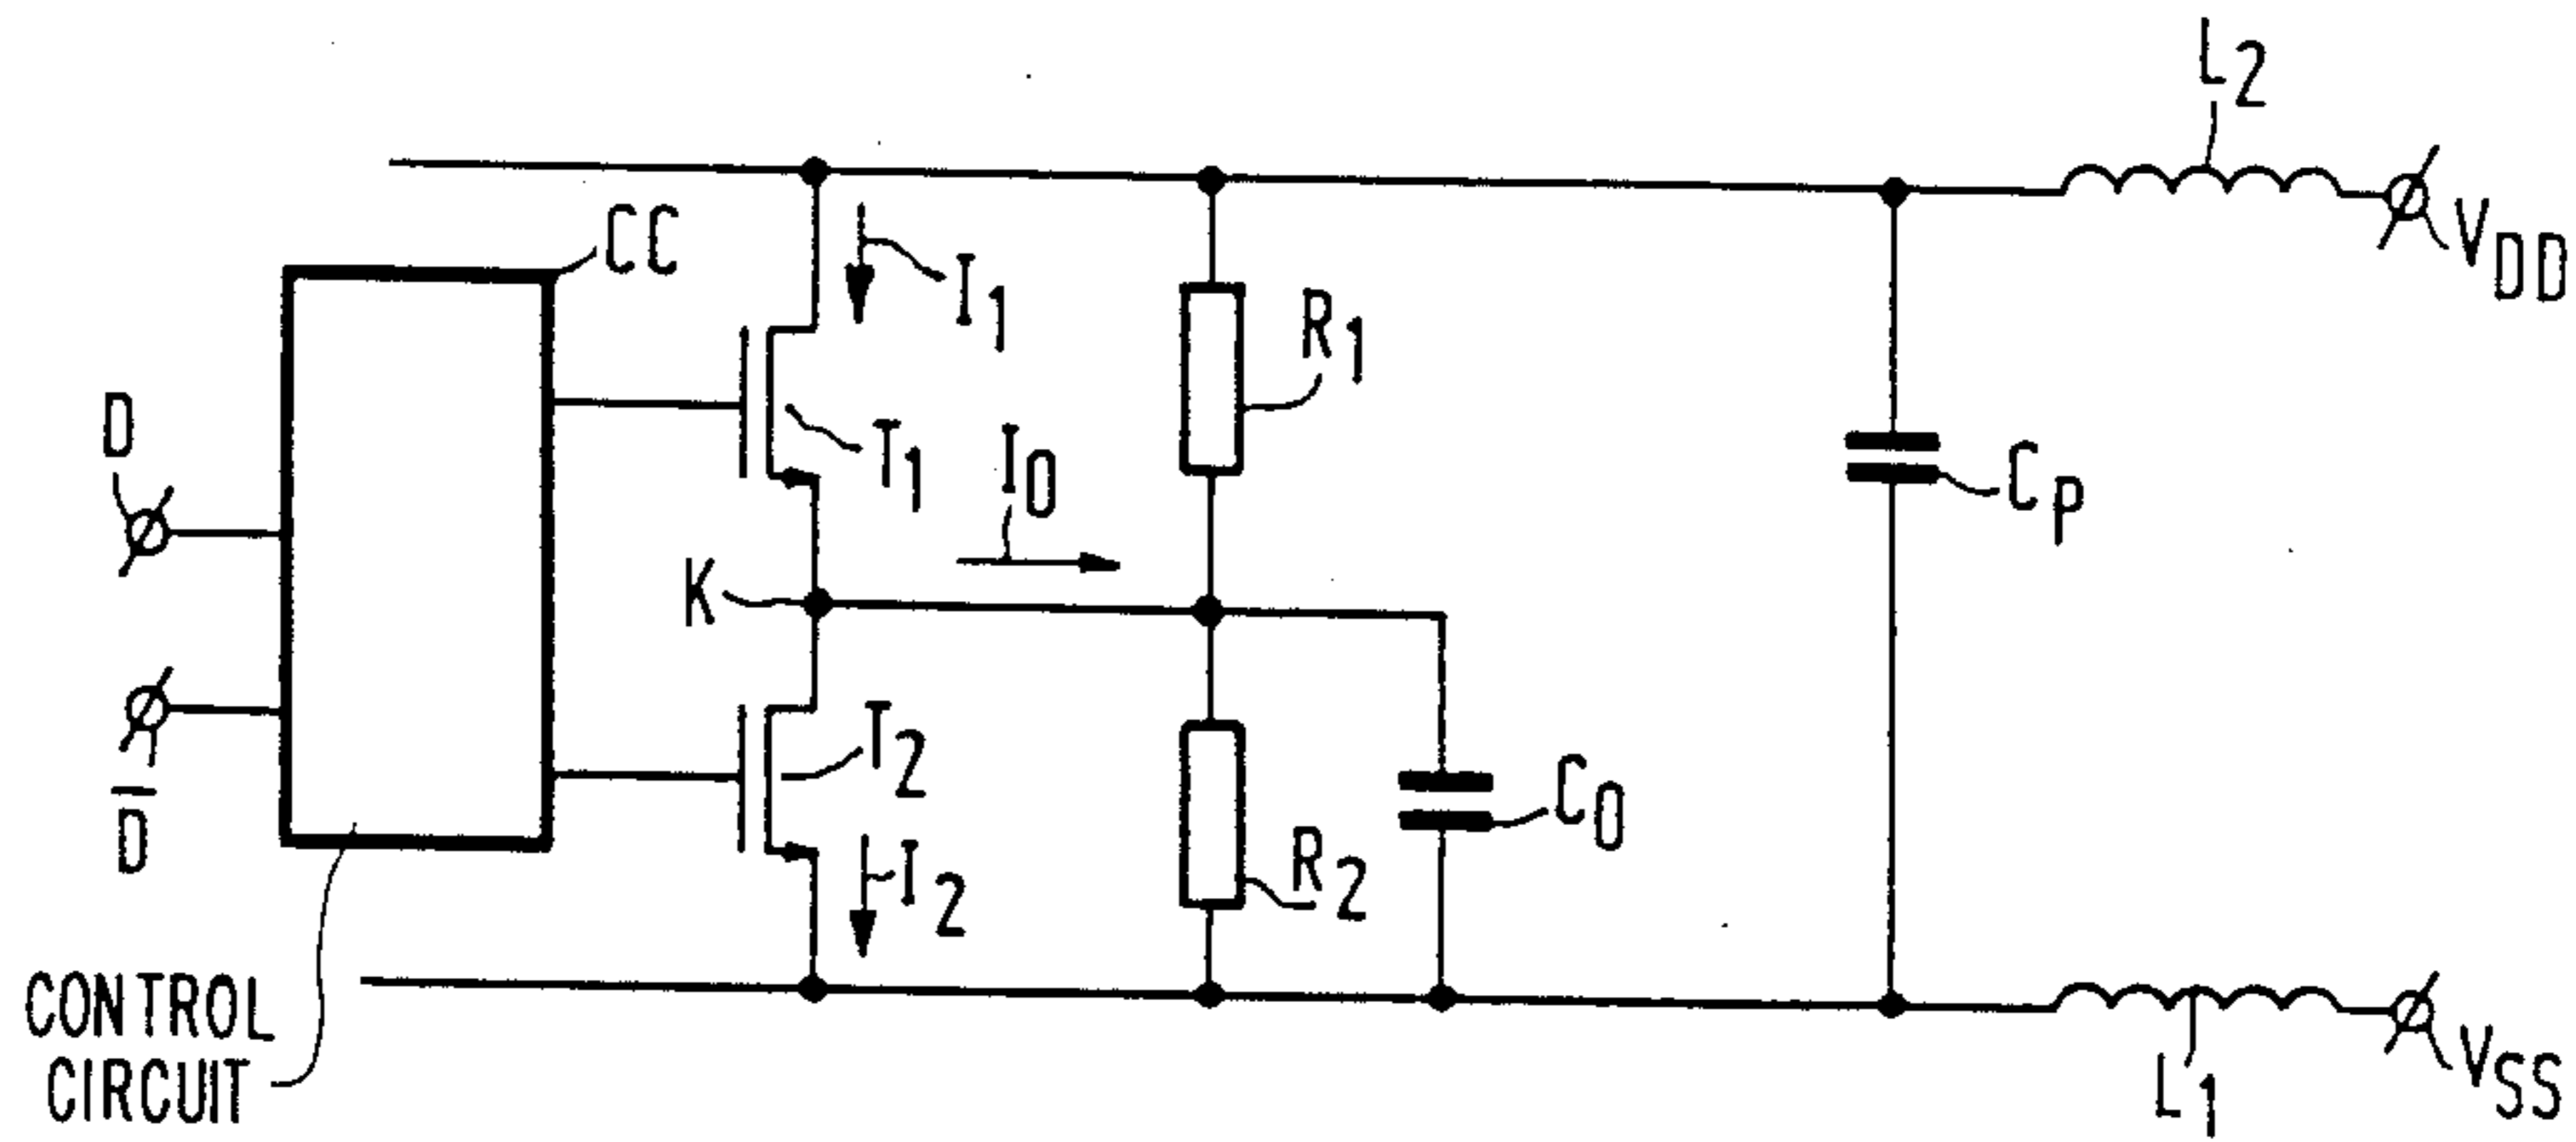 L2
VDD
CC
I1
R1
D
T1
I0
CP
K
T2
C0
D̅
I2
R2
CONTROL
CIRCUIT
L1
VSS